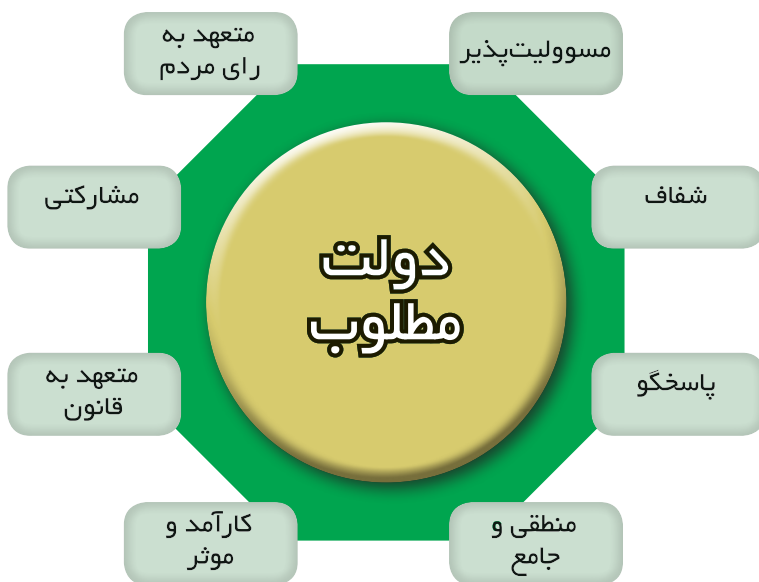 متعهد به
رای مردم
مسوولیت‌پذیر
مشارکتی
شفاف
دولت
مطلوب
متعهد به
قانون
پاسخگو
کارآمد و
موثر
منطقی و
جامع